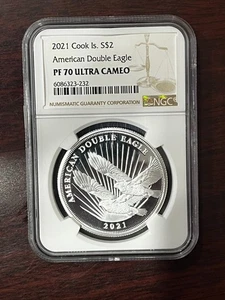 2021 Cook Is. S$2
American Double Eagle
PF 70 ULTRA CAMEO
6086323-232
NUMISMATIC GUARANTY CORPORATION
NGC
AMERICAN DOUBLE EAGLE
2021